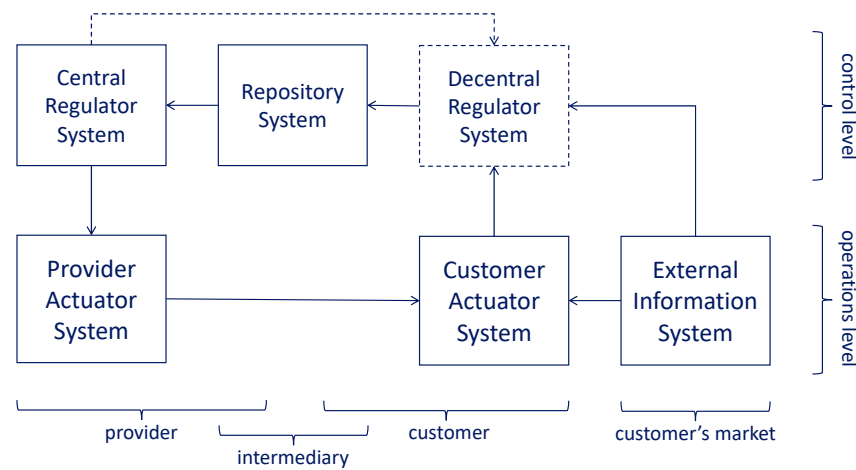 Central
Regulator
System
Repository
System
Decentral
Regulator
System
control level
Provider
Actuator
System
Customer
Actuator
System
External
Information
System
operations level
provider
intermediary
customer
customer’s market